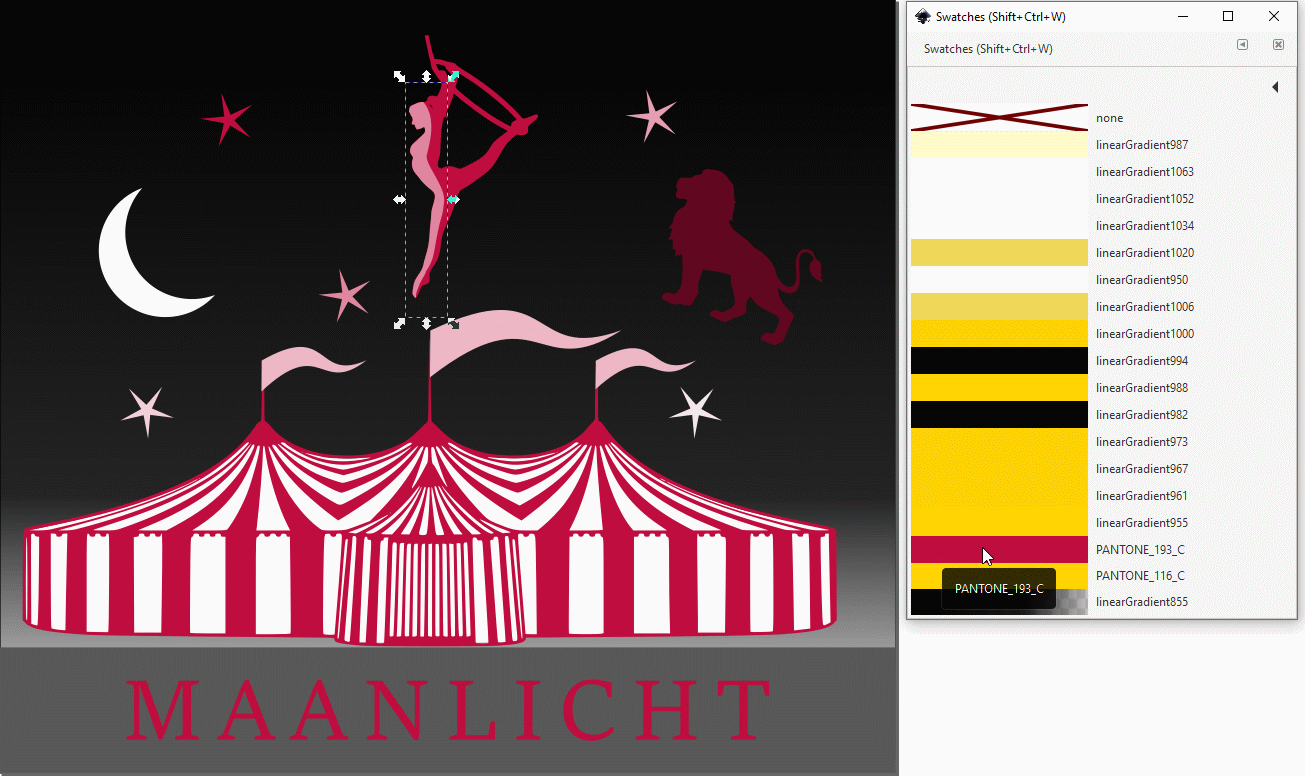 Swatches (Shift+Ctrl+W)
Swatches (Shift+Ctrl+W)
none
linearGradient987
linearGradient1063
linearGradient1052
linearGradient1034
linearGradient1020
linearGradient950
linearGradient1006
linearGradient1000
linearGradient994
linearGradient988
linearGradient982
linearGradient973
linearGradient967
linearGradient961
linearGradient955
PANTONE_193_C
PANTONE_116_C
PANTONE_193_C
linearGradient855
MAANLICHT